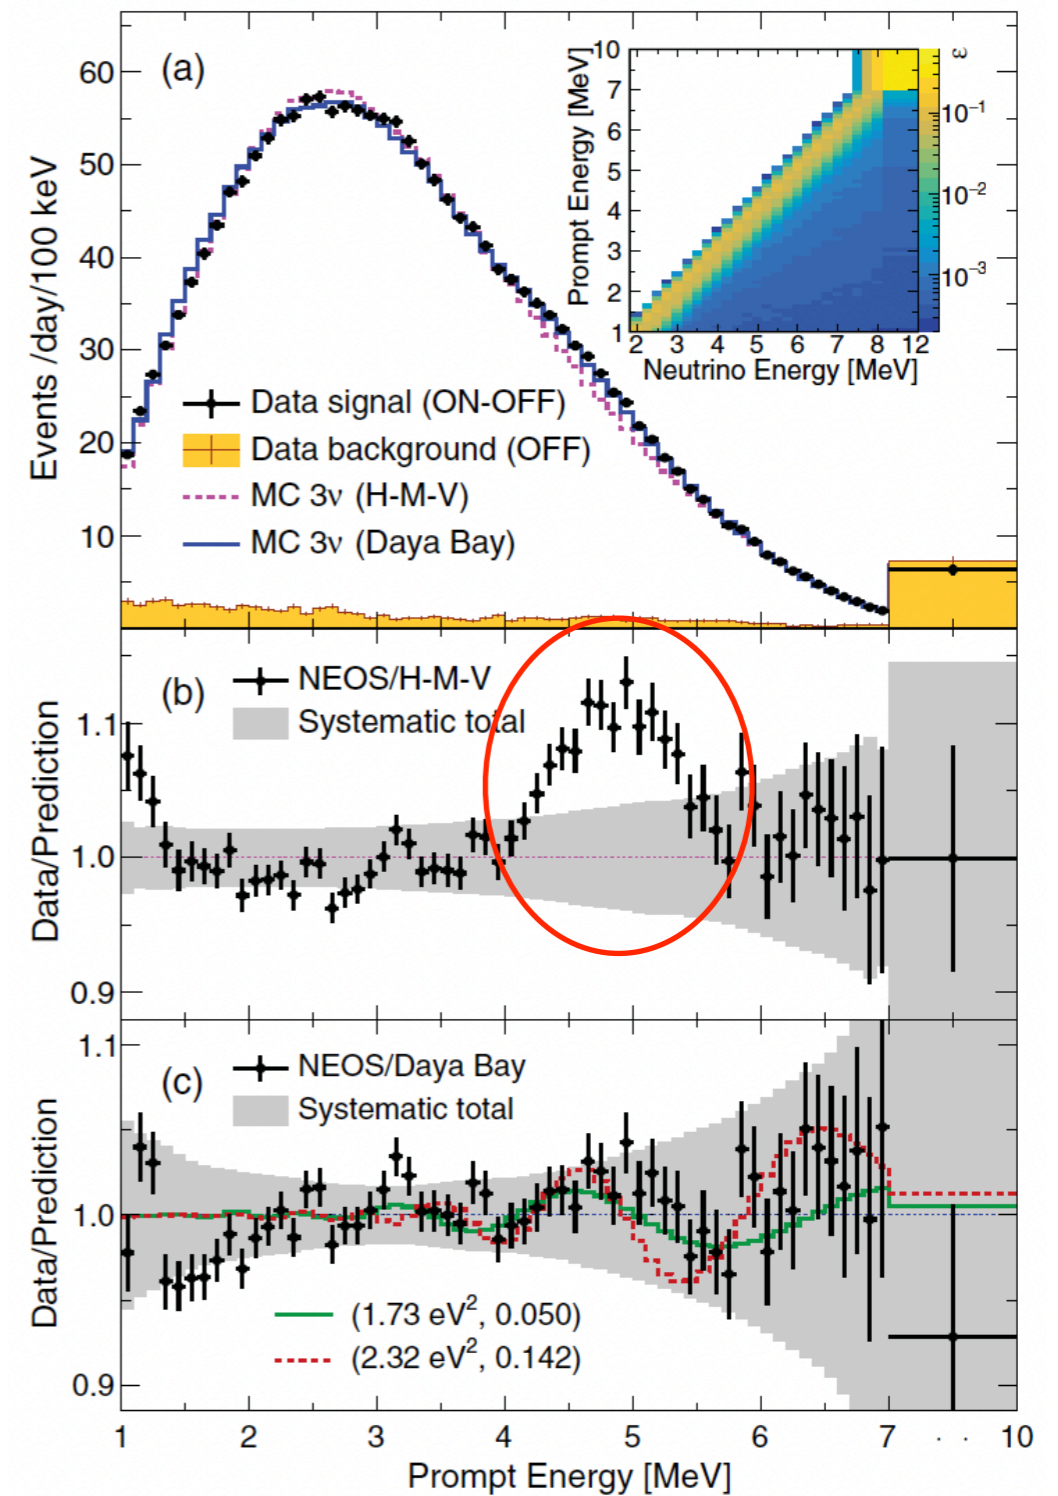 (a)
60
50
40
30
20
10
Events /day/100 keV
Data signal (ON-OFF)
Data background (OFF)
MC 3ν (H-M-V)
MC 3ν (Daya Bay)
10
7
6
5
4
3
2
1
Prompt Energy [MeV]
2 3 4 5 6 7 8 12
Neutrino Energy [MeV]
ε
10⁻¹
10⁻²
10⁻³
(b)
NEOS/H-M-V
Systematic total
1.1
1.0
0.9
Data/Prediction
(c)
NEOS/Daya Bay
Systematic total
1.1
1.0
0.9
Data/Prediction
(1.73 eV², 0.050)
(2.32 eV², 0.142)
1 2 3 4 5 6 7 · · 10
Prompt Energy [MeV]